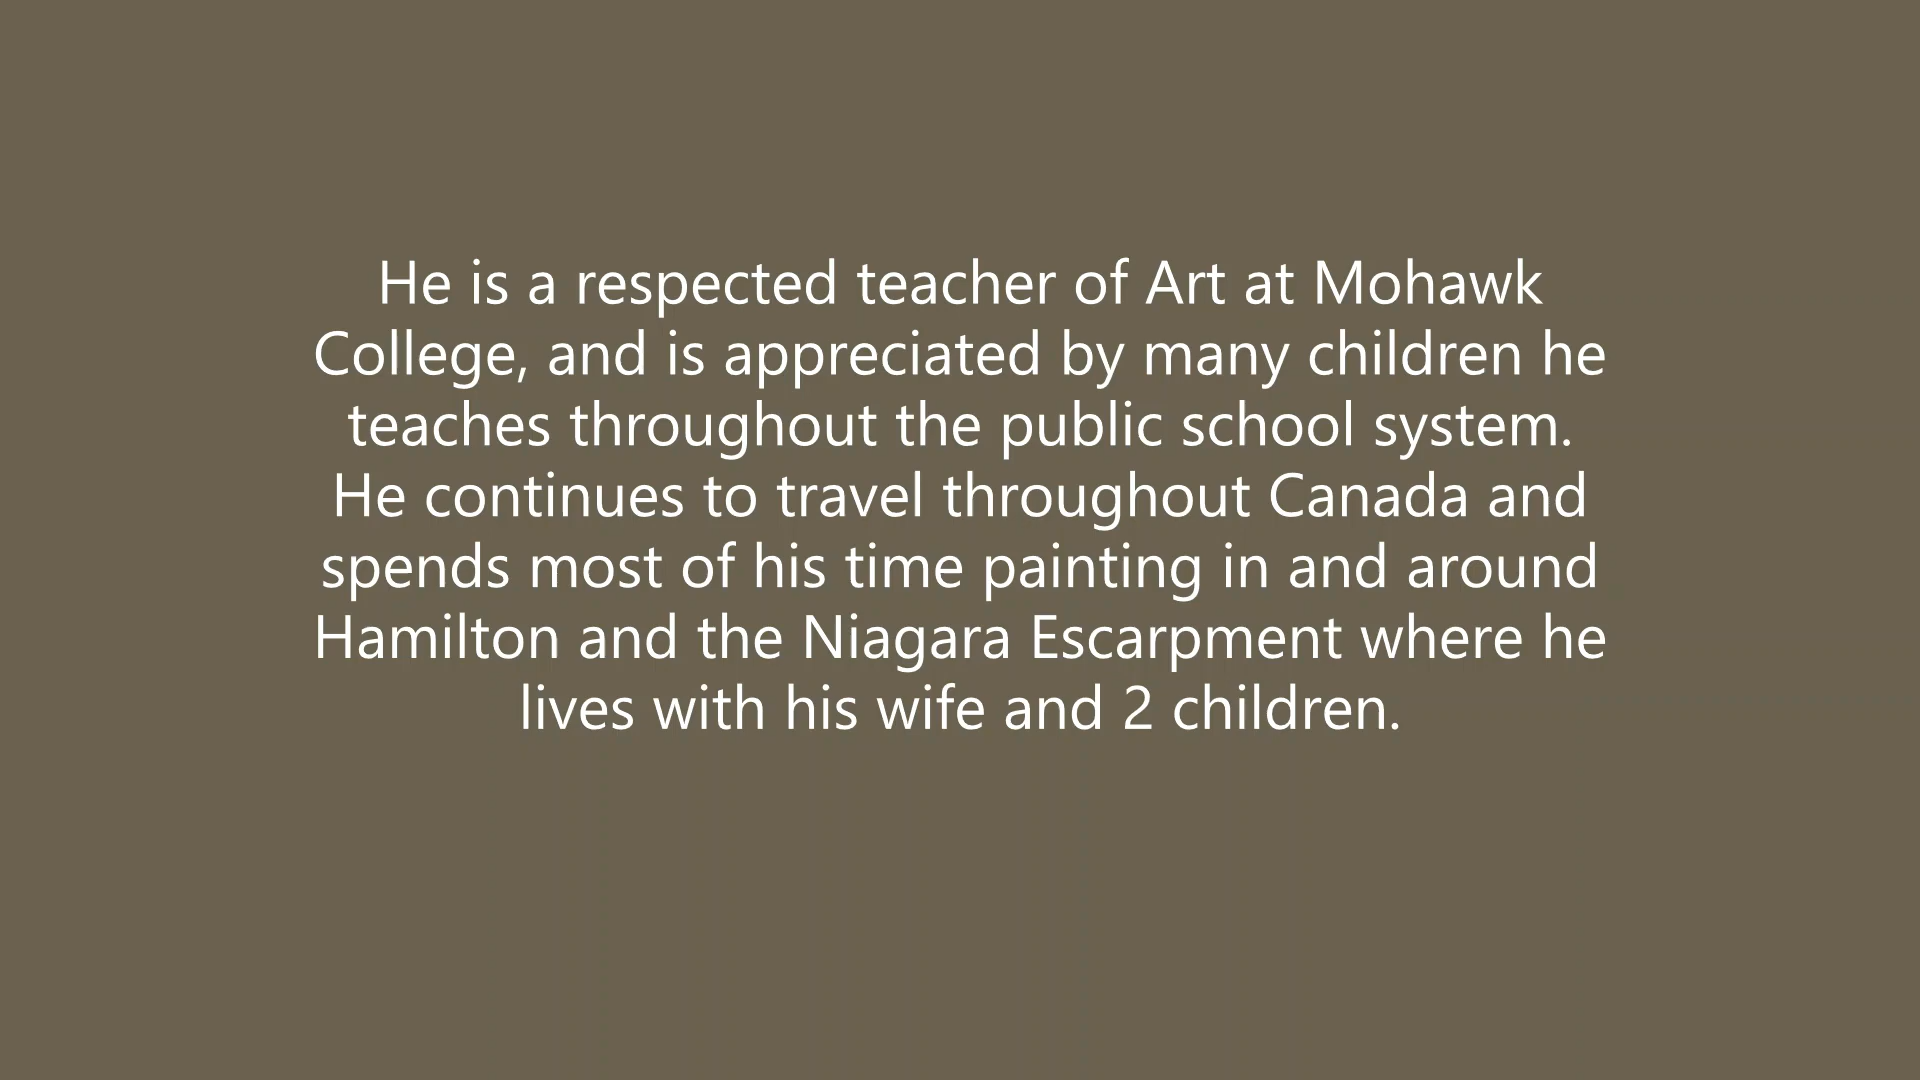 He is a respected teacher of Art at Mohawk
College, and is appreciated by many children he
teaches throughout the public school system.
He continues to travel throughout Canada and
spends most of his time painting in and around
Hamilton and the Niagara Escarpment where he
lives with his wife and 2 children.